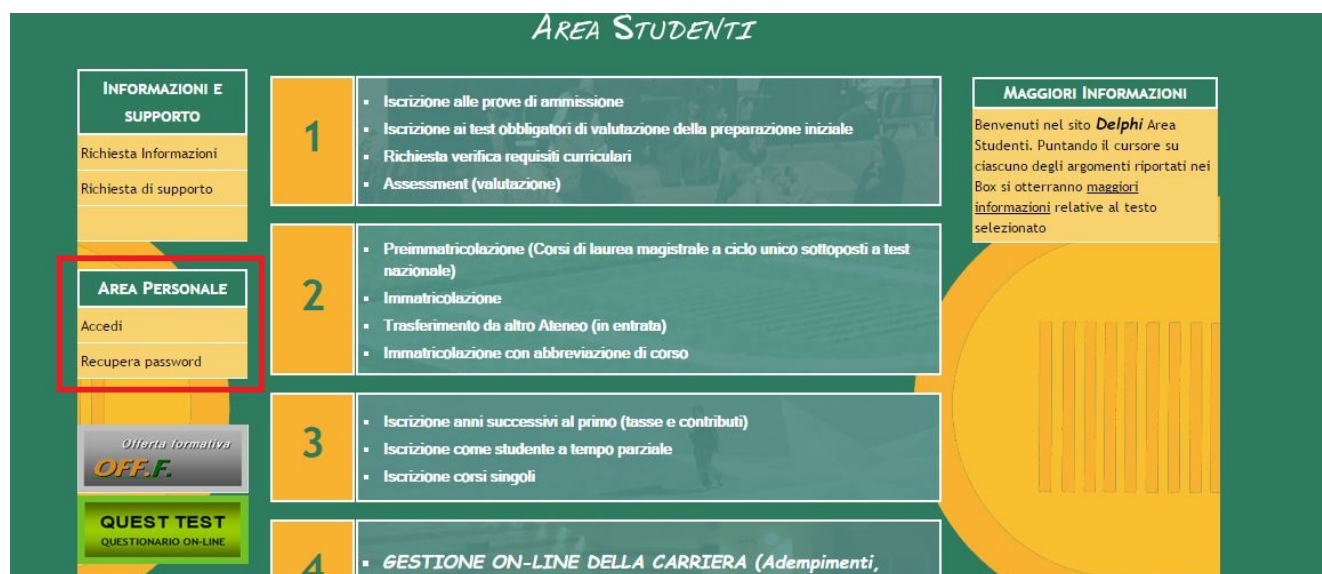 AREA STUDENTI
INFORMAZIONI E
SUPPORTO
Richiesta Informazioni
Richiesta di supporto
AREA PERSONALE
Accedi
Recupera password
Offerta formativa
OFF.F.
QUEST TEST
QUESTIONARIO ON-LINE
1
Iscrizione alle prove di ammissione
Iscrizione ai test obbligatori di valutazione della preparazione iniziale
Richiesta verifica requisiti curriculari
Assessment (valutazione)
2
Preimmatricolazione (Corsi di laurea magistrale a ciclo unico sottoposti a test
nazionale)
Immatricolazione
Trasferimento da altro Ateneo (in entrata)
Immatricolazione con abbreviazione di corso
3
Iscrizione anni successivi al primo (tasse e contributi)
Iscrizione come studente a tempo parziale
Iscrizione corsi singoli
4
GESTIONE ON-LINE DELLA CARRIERA (Adempimenti,
MAGGIORI INFORMAZIONI
Benvenuti nel sito Delphi Area
Studenti. Puntando il cursore su
ciascuno degli argomenti riportati nei
Box si otterranno maggiori
informazioni relative al testo
selezionato